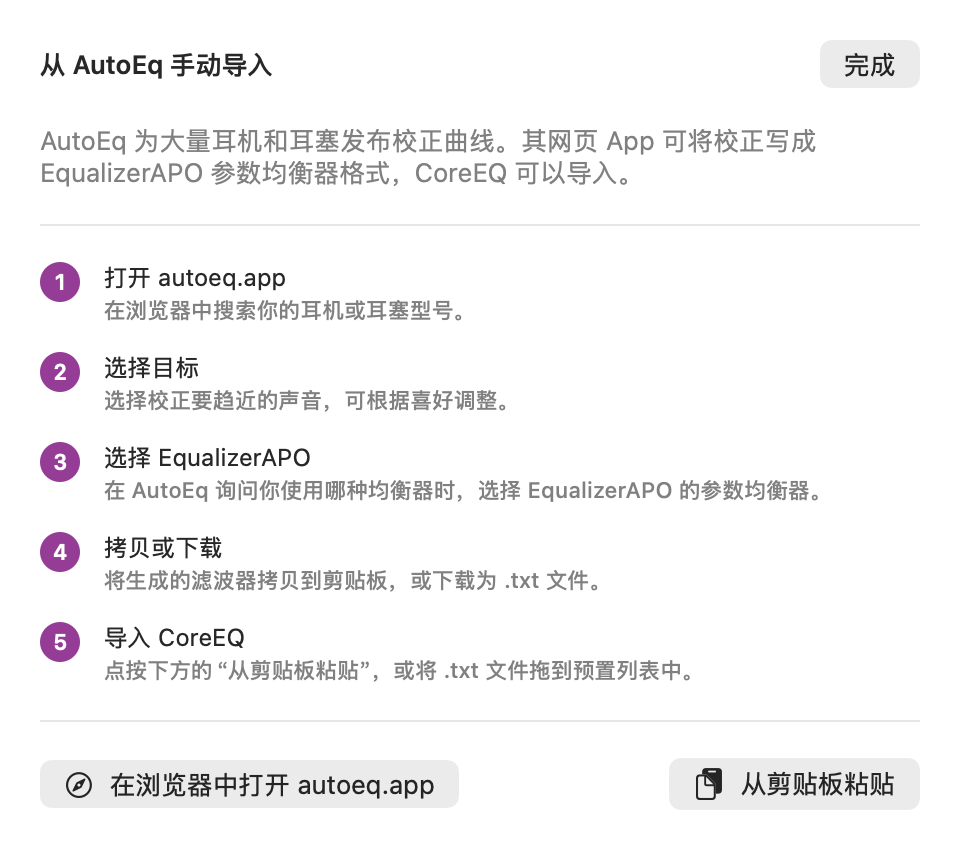 从 AutoEq 手动导入
完成
AutoEq 为大量耳机和耳塞发布校正曲线。其网页 App 可将校正写成
EqualizerAPO 参数均衡器格式，CoreEQ 可以导入。
1
打开 autoeq.app
在浏览器中搜索你的耳机或耳塞型号。
2
选择目标
选择校正要趋近的声音，可根据喜好调整。
3
选择 EqualizerAPO
在 AutoEq 询问你使用哪种均衡器时，选择 EqualizerAPO 的参数均衡器。
4
拷贝或下载
将生成的滤波器拷贝到剪贴板，或下载为 .txt 文件。
5
导入 CoreEQ
点按下方的 “从剪贴板粘贴”，或将 .txt 文件拖到预置列表中。
在浏览器中打开 autoeq.app
从剪贴板粘贴